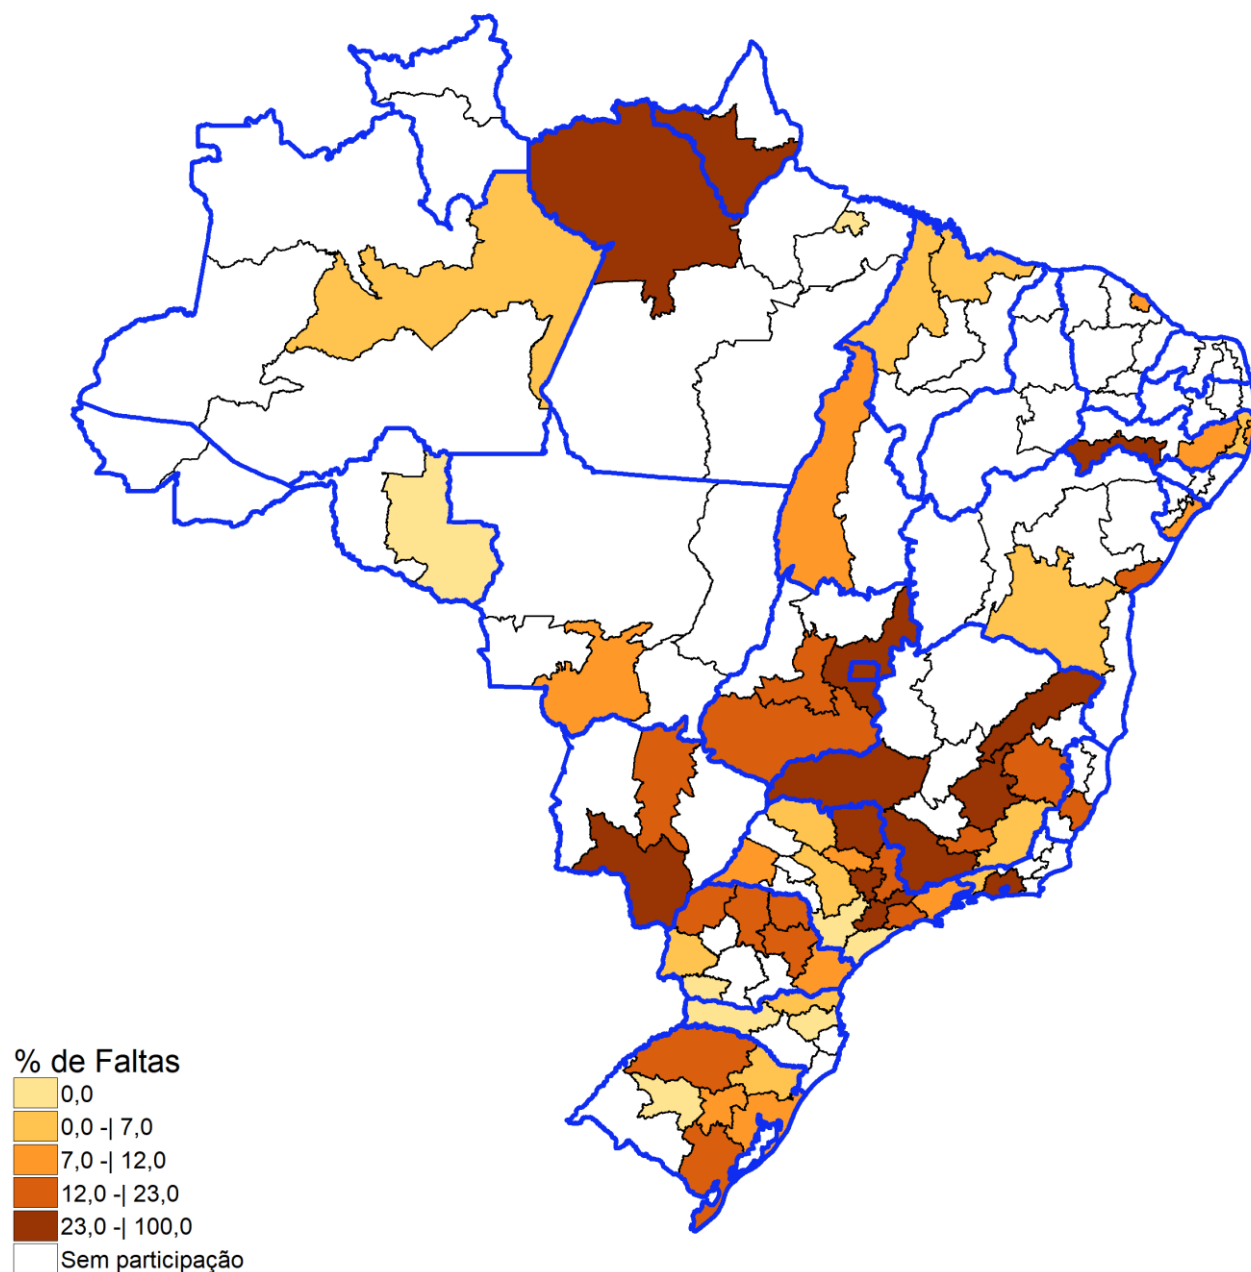 % de Faltas
0,0
0,0 -| 7,0
7,0 -| 12,0
12,0 -| 23,0
23,0 -| 100,0
Sem participação